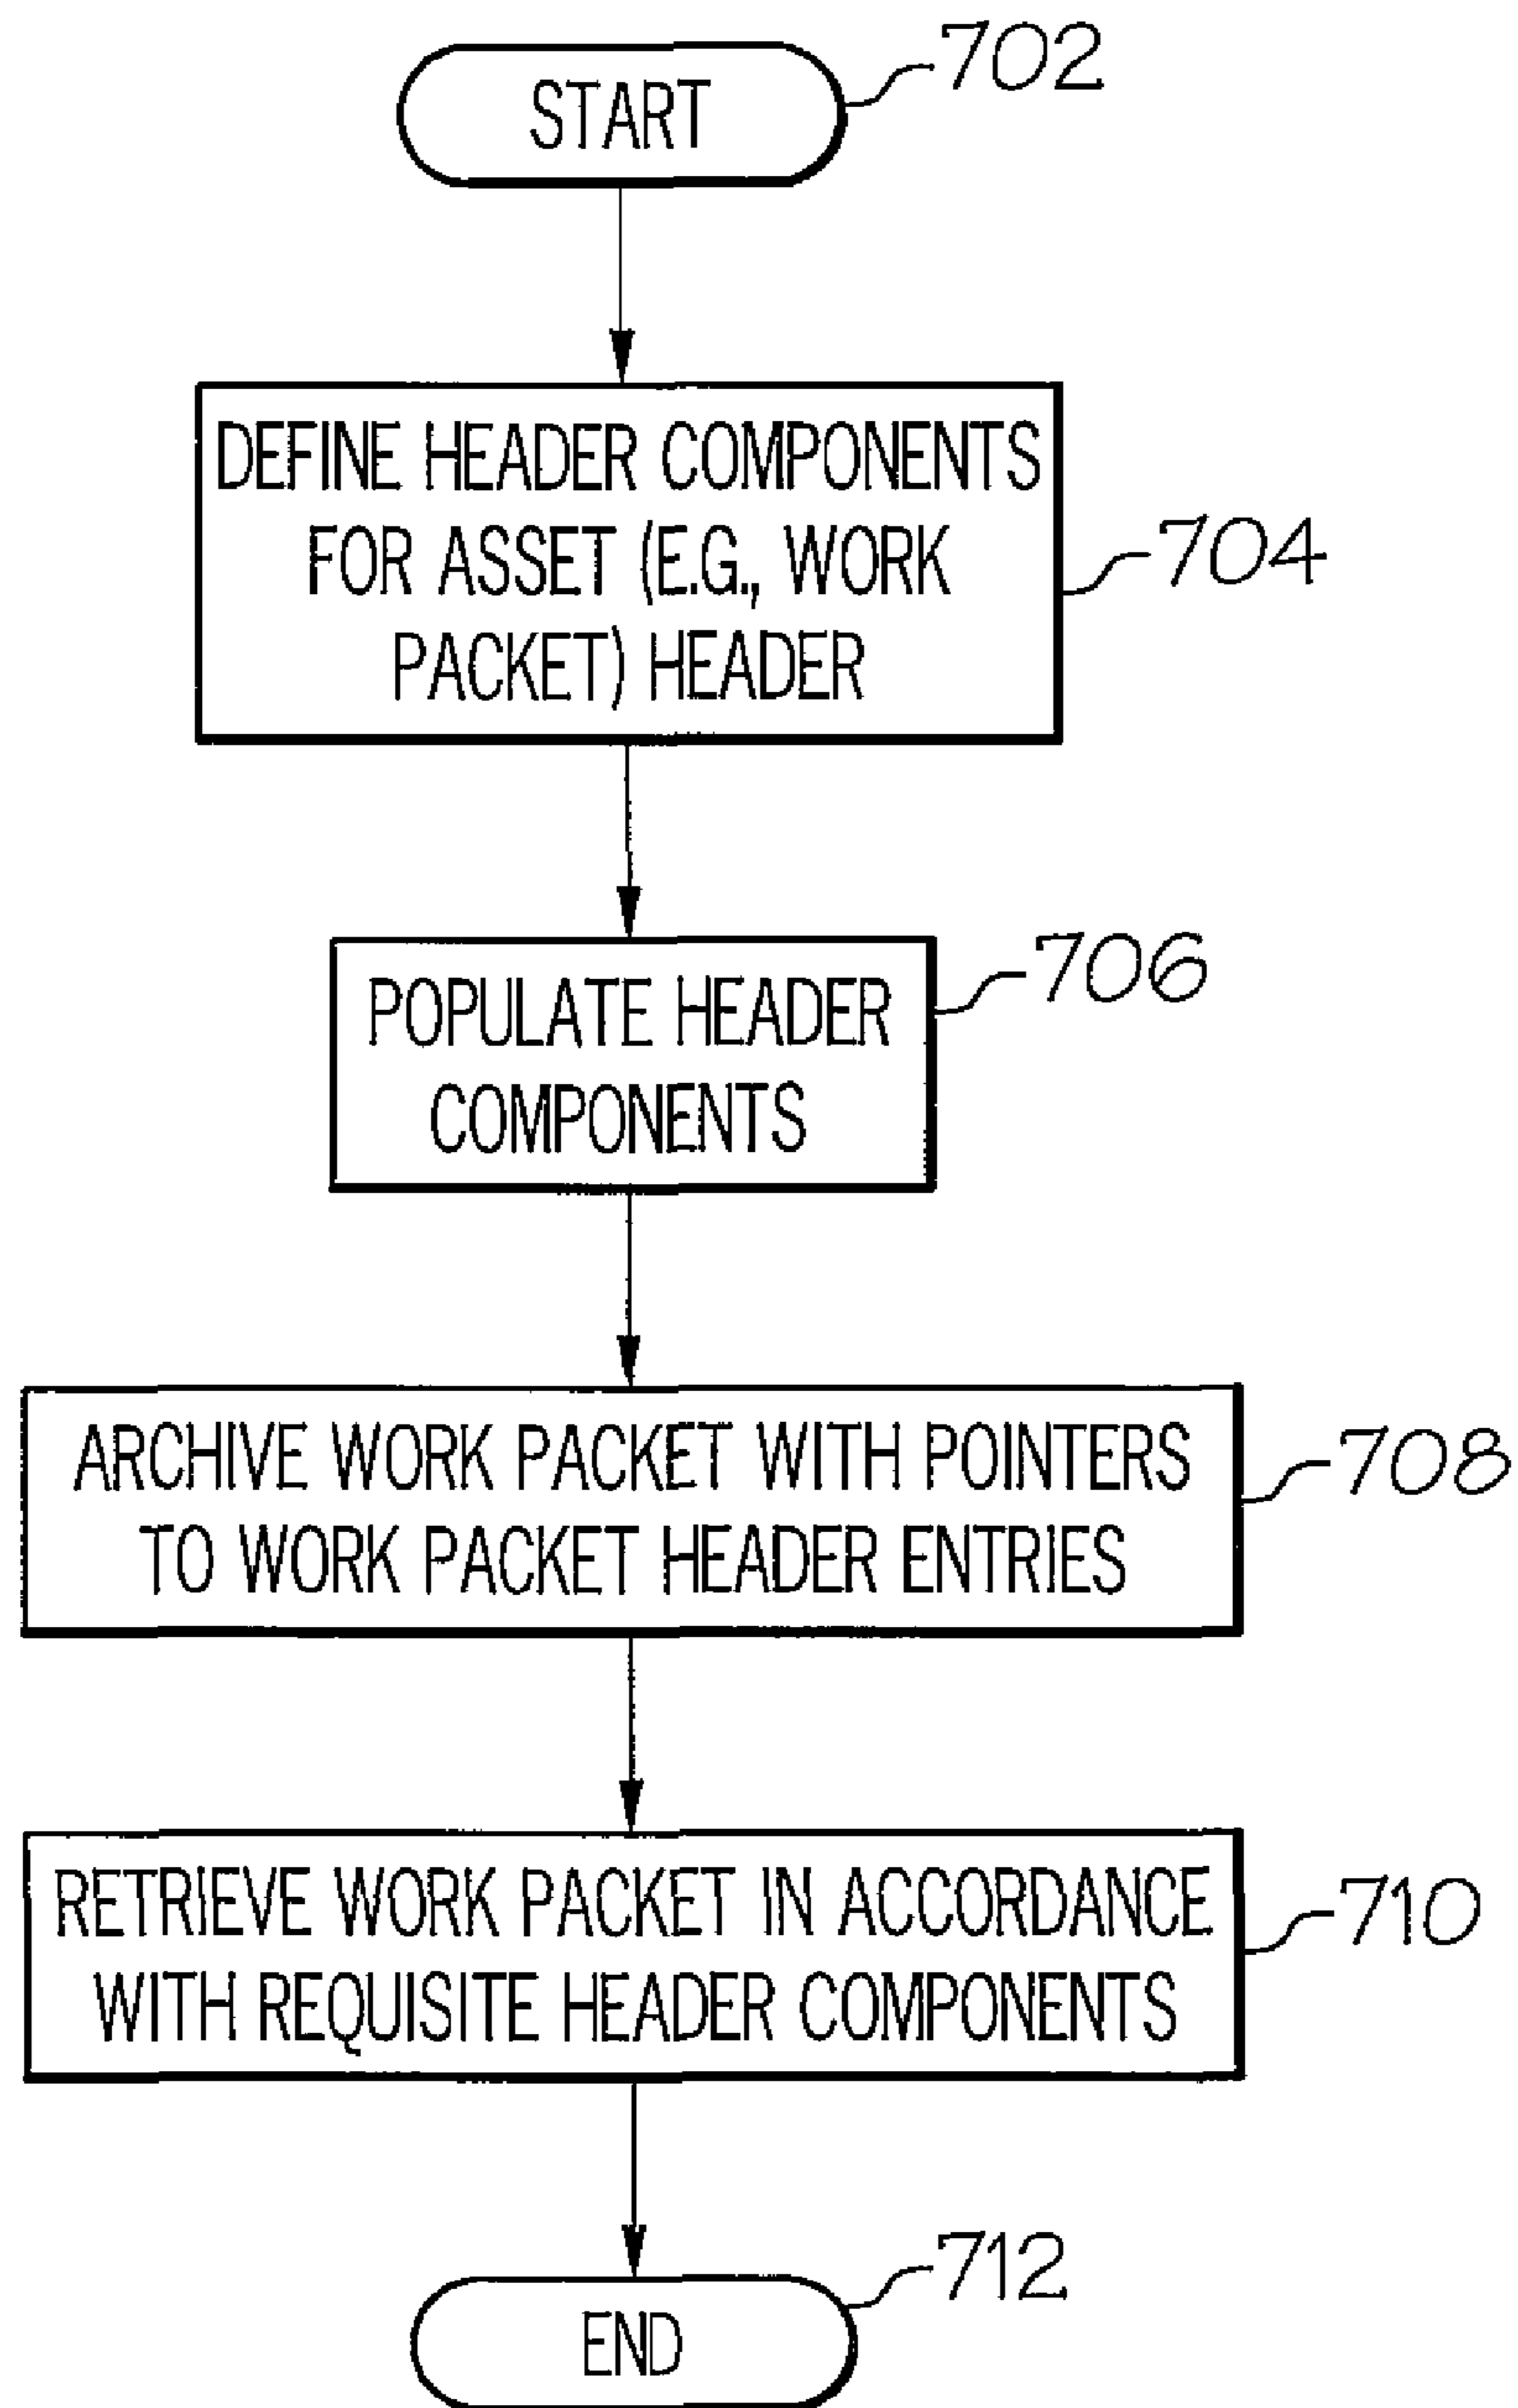 START
702
DEFINE HEADER COMPONENTS
FOR ASSET (E.G., WORK
PACKET) HEADER
704
POPULATE HEADER
COMPONENTS
706
ARCHIVE WORK PACKET WITH POINTERS
TO WORK PACKET HEADER ENTRIES
708
RETRIEVE WORK PACKET IN ACCORDANCE
WITH REQUISITE HEADER COMPONENTS
710
END
712